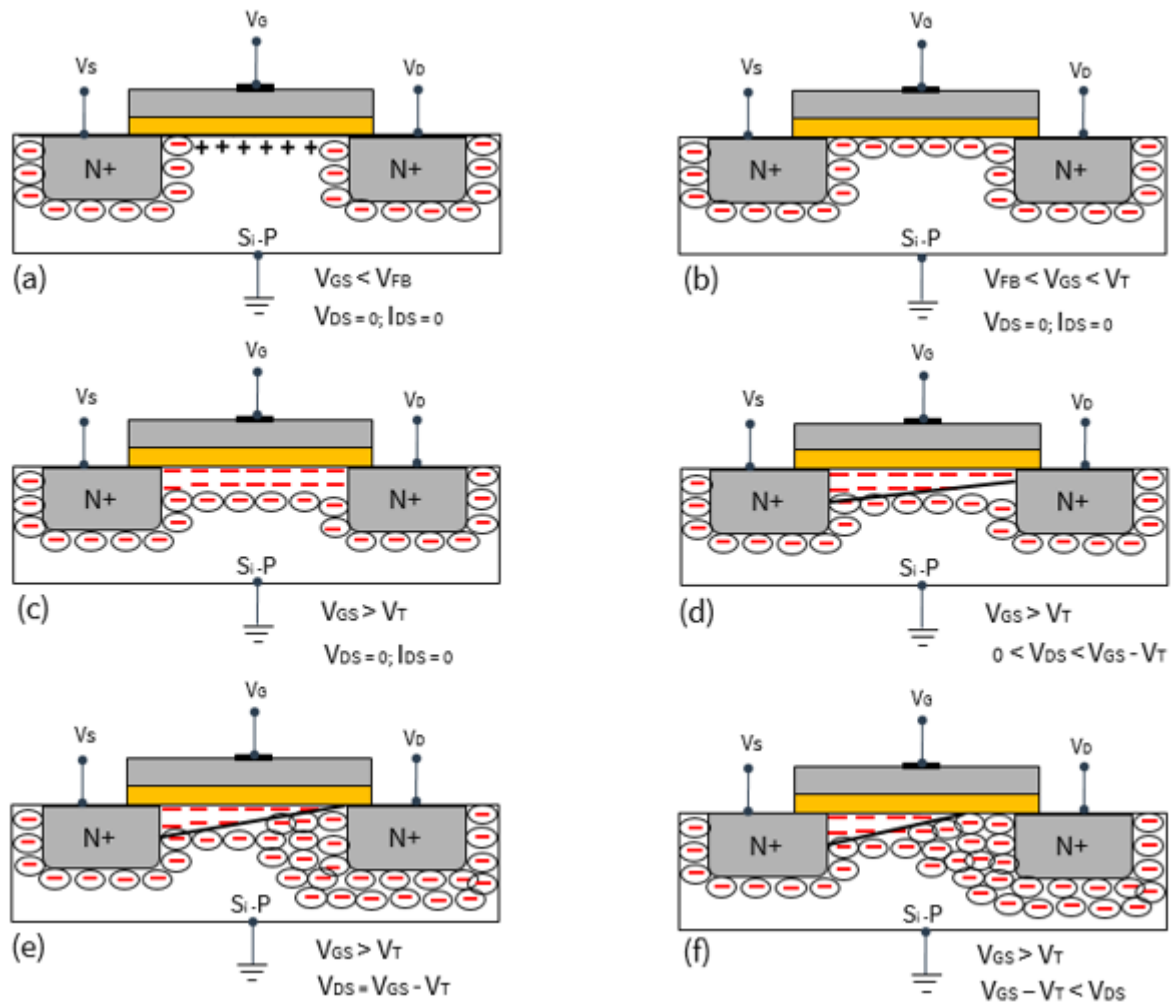 VG VG
VS VD VS VD
+ + + + + +
N+ N+ N+ N+
Si-P Si-P
(a) VGS < VFB (b) VFB < VGS < VT
VDS = 0; IDS = 0 VDS = 0; IDS = 0
VG VG
VS VD VS VD
N+ N+ N+ N+
Si-P Si-P
(c) VGS > VT (d) VGS > VT
VDS = 0; IDS = 0 0 < VDS < VGS - VT
VG VG
VS VD VS VD
N+ N+ N+ N+
Si-P Si-P
(e) VGS > VT (f) VGS > VT
VDS = VGS - VT VGS - VT < VDS